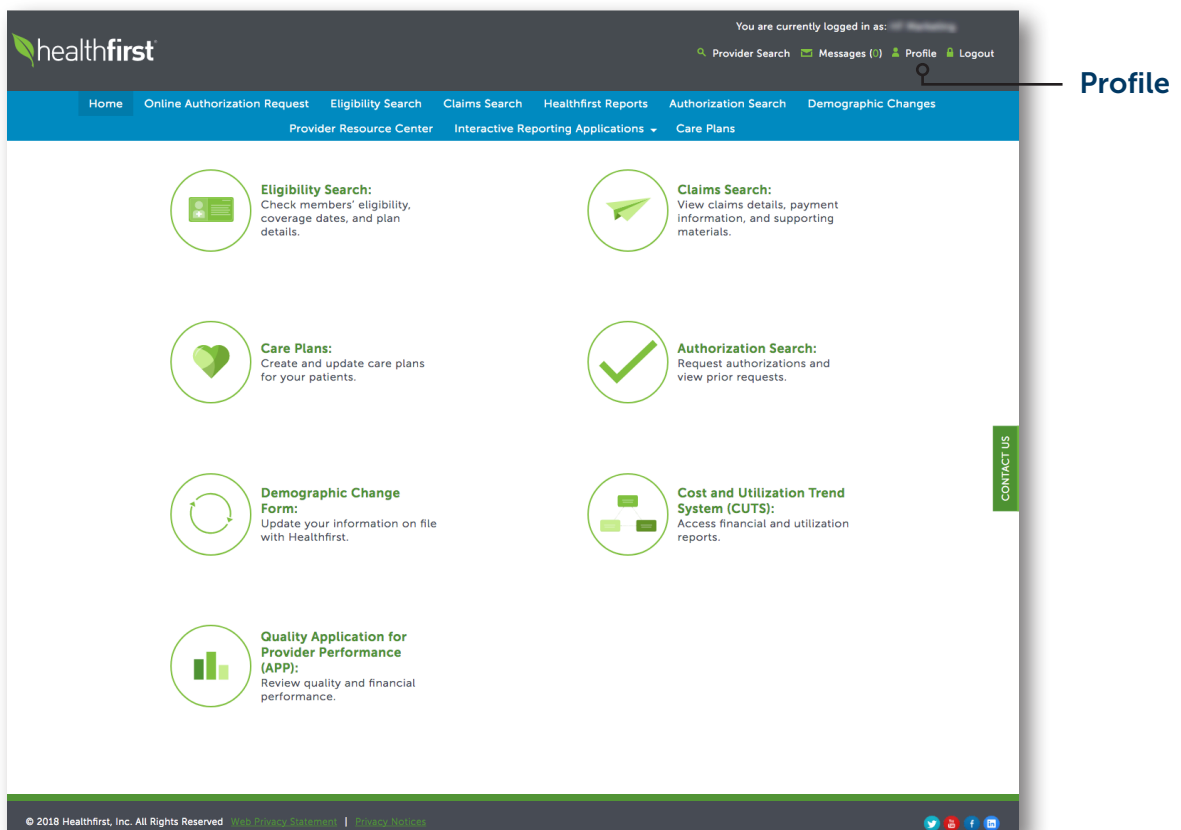 You are currently logged in as:
healthfirst
Provider Search Messages (0) Profile Logout
Profile
Home Online Authorization Request Eligibility Search Claims Search Healthfirst Reports Authorization Search Demographic Changes
Provider Resource Center Interactive Reporting Applications Care Plans
Eligibility Search:
Check members' eligibility,
coverage dates, and plan
details.
Claims Search:
View claims details, payment
information, and supporting
materials.
Care Plans:
Create and update care plans
for your patients.
Authorization Search:
Request authorizations and
view prior requests.
CONTACT US
Demographic Change
Form:
Update your information on file
with Healthfirst.
Cost and Utilization Trend
System (CUTS):
Access financial and utilization
reports.
Quality Application for
Provider Performance
(APP):
Review quality and financial
performance.
© 2018 Healthfirst, Inc. All Rights Reserved Web Privacy Statement | Privacy Notices